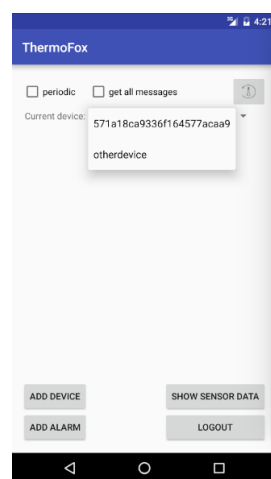 3G 4:21
ThermoFox
periodic get all messages
Current device:
571a18ca9336f164577acaa9
otherdevice
ADD DEVICE SHOW SENSOR DATA
ADD ALARM LOGOUT